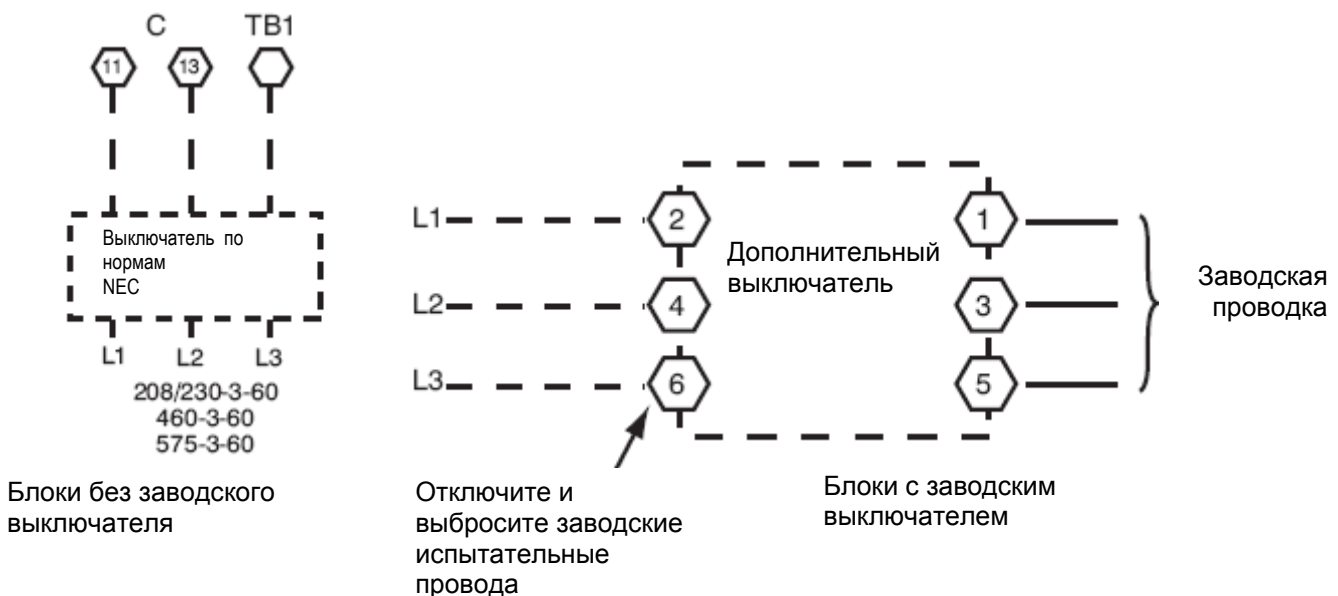 C TB1
11 13
Выключатель по
нормам
NEC
L1 L2 L3
208/230-3-60
460-3-60
575-3-60
Блоки без заводского
выключателя
L1 2 1
L2 4 3
L3 6 5
Дополнительный
выключатель
Заводская
проводка
Отключите и
выбросите заводские
испытательные
провода
Блоки с заводским
выключателем